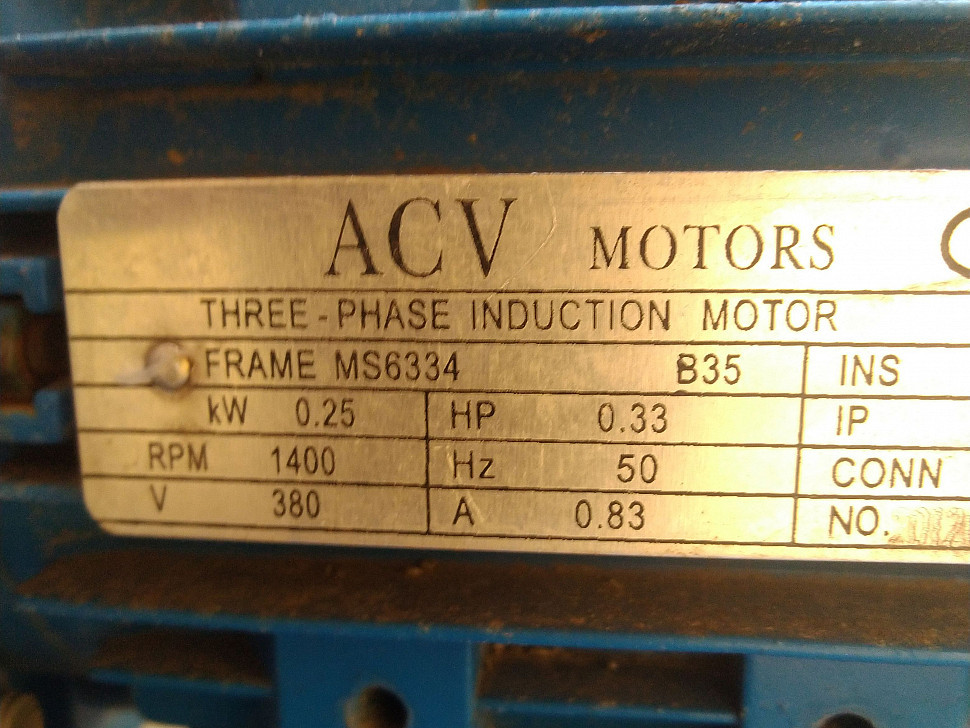 ACV MOTORS
THREE-PHASE INDUCTION MOTOR
FRAME MS6334 B35 INS
kW 0.25 HP 0.33 IP
RPM 1400 Hz 50 CONN
V 380 A 0.83 NO.